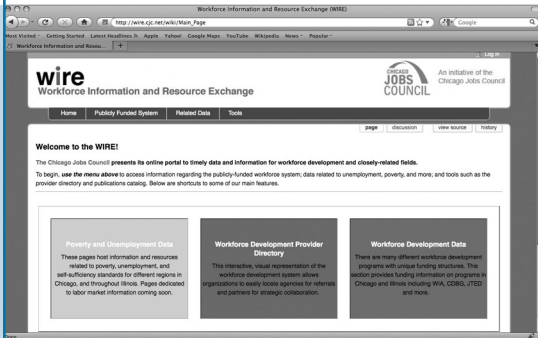 Workforce Information and Resource Exchange (WIRE)
http://wire.cjc.net/wiki/Main_Page
Google
Most Visited Getting Started Latest Headlines Apple Yahoo! Google Maps YouTube Wikipedia News Popular
Workforce Information and Resou...
Log in
wire
Workforce Information and Resource Exchange
CHICAGO
JOBS
COUNCIL
An initiative of the
Chicago Jobs Council
Home Publicly Funded System Related Data Tools
page discussion view source history
Welcome to the WIRE!
The Chicago Jobs Council presents its online portal to timely data and information for workforce development and closely-related fields.
To begin, use the menu above to access information regarding the publicly-funded workforce system; data related to unemployment, poverty, and more; and tools such as the
provider directory and publications catalog. Below are shortcuts to some of our main features.
Poverty and Unemployment Data
These pages host information and resources
related to poverty, unemployment, and
self-sufficiency standards for different regions in
Chicago, and throughout Illinois. Pages dedicated
to labor market information coming soon.
Workforce Development Provider
Directory
This interactive, visual representation of the
workforce development system allows
organizations to easily locate agencies for referrals
and partners for strategic collaboration.
Workforce Development Data
There are many different workforce development
programs with unique funding structures. This
section provides funding information on programs in
Chicago and Illinois including WIA, CDBG, JTED
and more.
Done